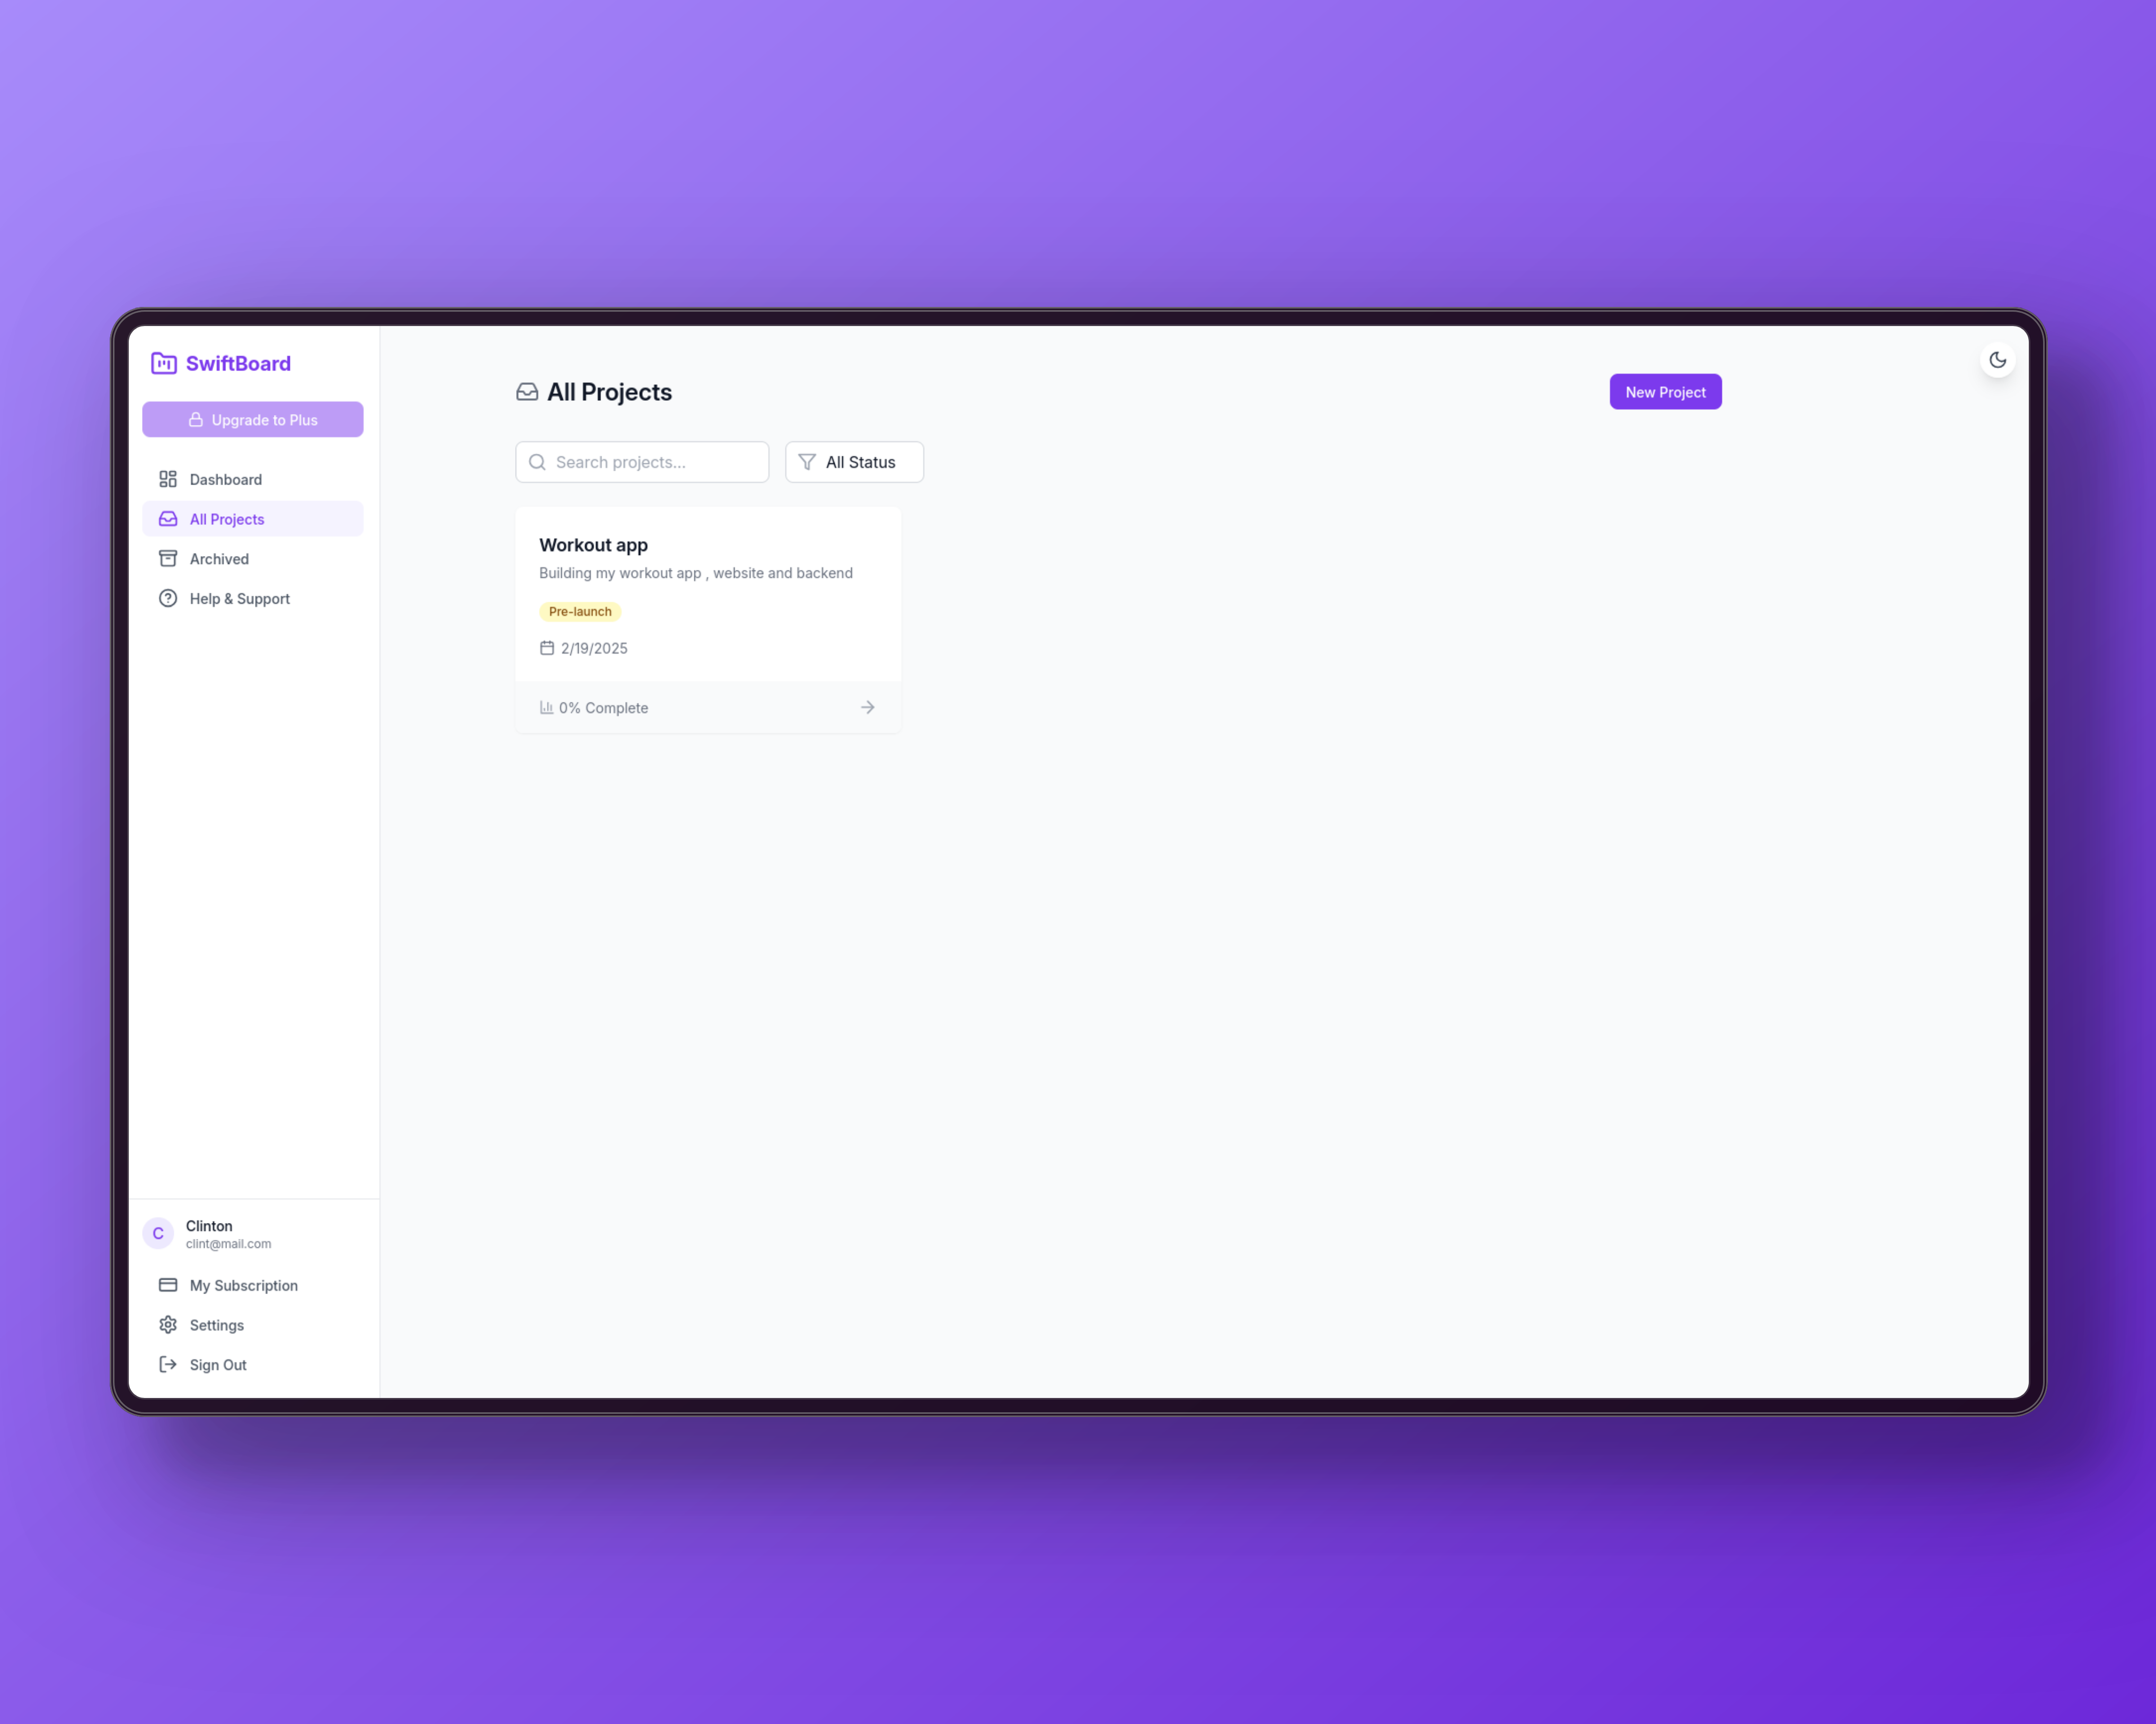 SwiftBoard
Upgrade to Plus
Dashboard
All Projects
Archived
Help & Support
Clinton
C
clint@mail.com
My Subscription
Settings
Sign Out
All Projects
New Project
Search projects...
All Status
Workout app
Building my workout app , website and backend
Pre-launch
2/19/2025
0% Complete